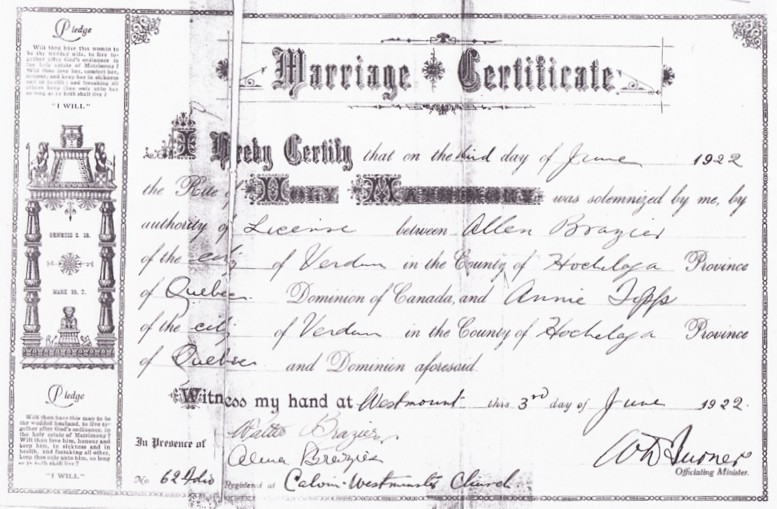 Pledge
Wilt thou have this woman to
be thy wedded wife, to live to-
gether after God's ordinance in
the holy estate of Matrimony?
Wilt thou love her, comfort her,
honour, and keep her in sickness
and in health; and forsaking all
others keep thee only unto her
so long as ye both shall live?
"I WILL."
GENESIS 2. 18.
MARK 10. 7.
Pledge
Wilt thou have this man to be
thy wedded husband, to live to-
gether after God's ordinance, in
the holy estate of Matrimony?
Wilt thou love him, honour and
keep him, in sickness and in
health, and forsaking all other,
keep thee only unto him, so long
as ye both shall live?
"I WILL"
Marriage Certificate.
I Hereby Certify that on the third day of June 1922
the Rite of HOLY MATRIMONY was solemnized by me, by
authority of License between Allen Brazier
of the city of Verdun in the County of Hochelaga Province
of Quebec Dominion of Canada, and Annie Tipps
of the city of Verdun in the County of Hochelaga Province
of Quebec and Dominion aforesaid.
Witness my hand at Westmount this 3rd day of June 1922.
In Presence of Walter Brazier
Alma Brazier
W D Turner
Officiating Minister.
No 62 Folio Registered at Calvin-Westminster Church